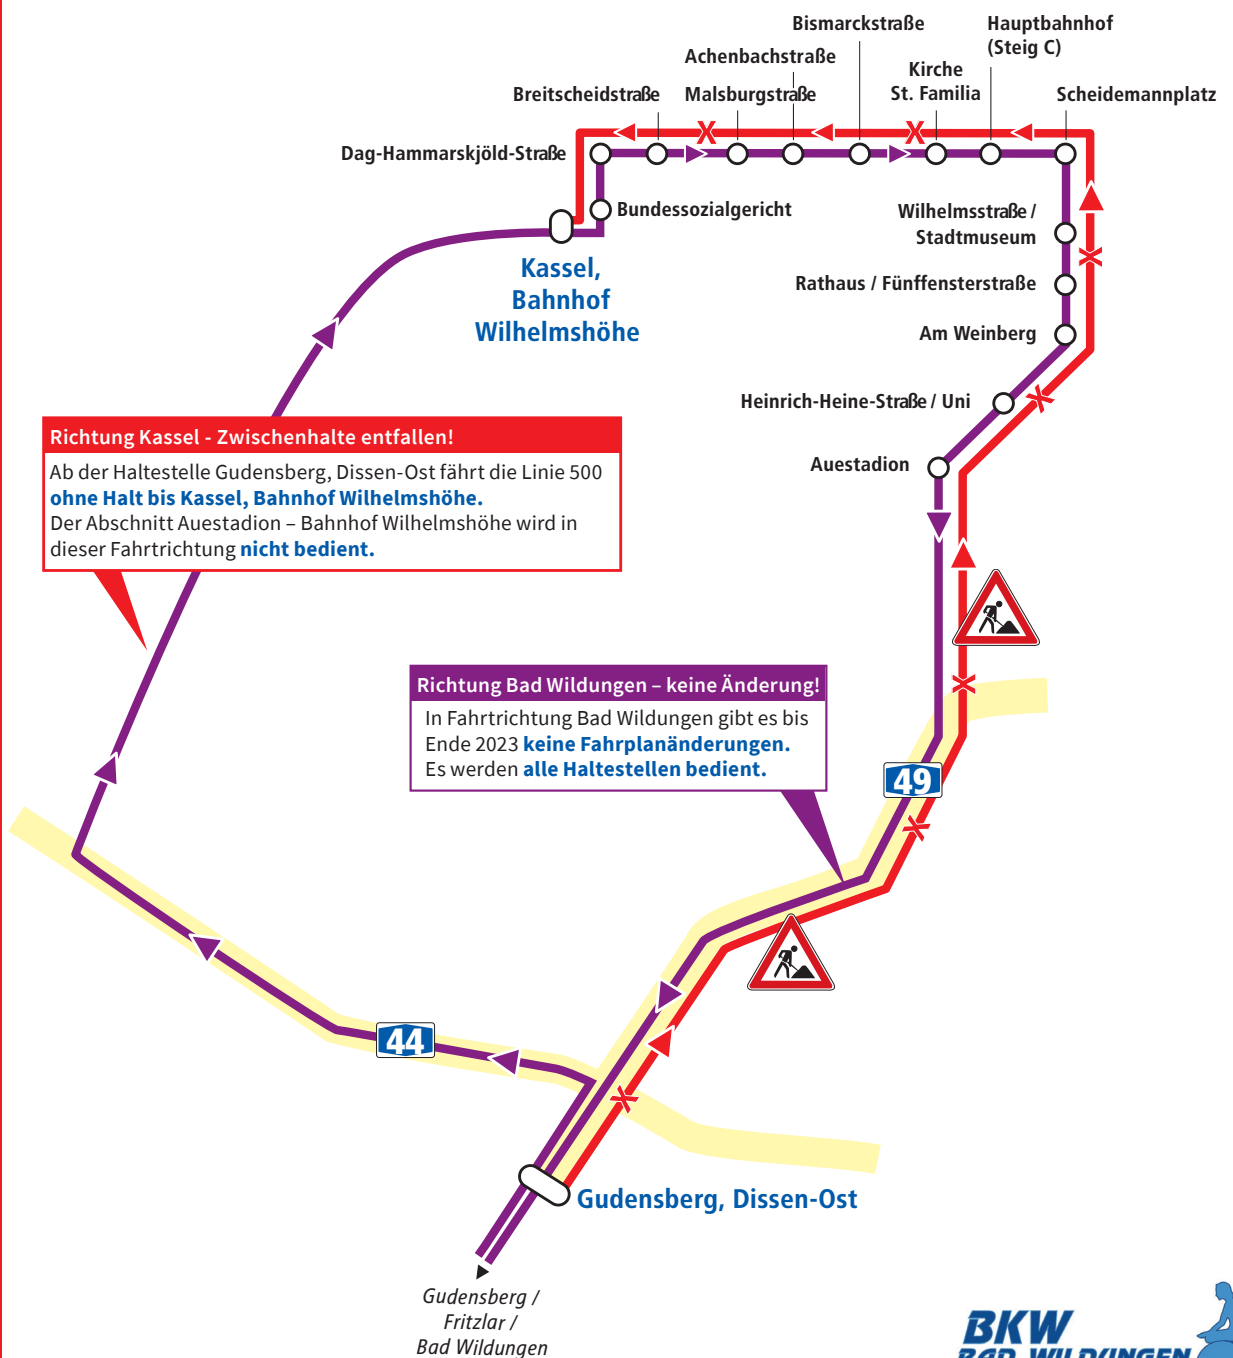 Bismarckstraße
Hauptbahnhof
(Steig C)
Achenbachstraße
Kirche
St. Familia
Breitscheidstraße
Malsburgstraße
Scheidemannplatz
Dag-Hammarskjöld-Straße
Bundessozialgericht
Wilhelmsstraße /
Stadtmuseum
Kassel,
Bahnhof
Wilhelmshöhe
Rathaus / Fünffensterstraße
Am Weinberg
Heinrich-Heine-Straße / Uni
Auestadion
Richtung Kassel - Zwischenhalte entfallen!
Ab der Haltestelle Gudensberg, Dissen-Ost fährt die Linie 500
ohne Halt bis Kassel, Bahnhof Wilhelmshöhe.
Der Abschnitt Auestadion – Bahnhof Wilhelmshöhe wird in
dieser Fahrtrichtung nicht bedient.
Richtung Bad Wildungen – keine Änderung!
In Fahrtrichtung Bad Wildungen gibt es bis
Ende 2023 keine Fahrplanänderungen.
Es werden alle Haltestellen bedient.
49
44
Gudensberg, Dissen-Ost
Gudensberg /
Fritzlar /
Bad Wildungen
BKW
BAD WILDUNGEN